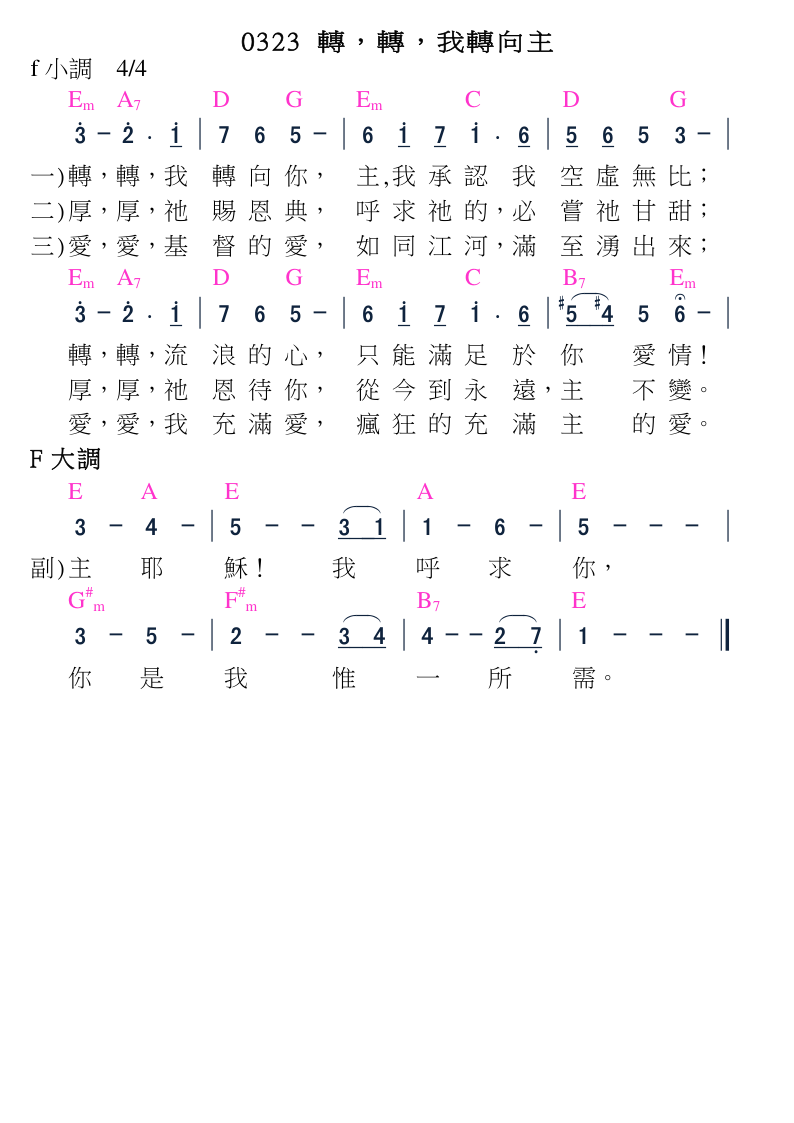 0323 轉，轉，我轉向主
f 小調 4/4
Em A7 D G Em C D G
3̇ － 2̇ · 1̇ | 7 6 5 － | 6 1̇ 7 1̇ · 6 | 5 6 5 3 － |
一)轉，轉，我 轉 向 你， 主,我 承 認 我 空 虛 無 比；
二)厚，厚，祂 賜 恩 典， 呼 求 祂 的，必 嘗 祂 甘 甜；
三)愛，愛，基 督 的 愛， 如 同 江 河，滿 至 湧 出 來；
Em A7 D G Em C B7 Em
3̇ － 2̇ · 1̇ | 7 6 5 － | 6 1̇ 7 1̇ · 6 | #5 #4 5 6 － |
轉，轉，流 浪 的 心， 只 能 滿 足 於 你 愛 情！
厚，厚，祂 恩 待 你， 從 今 到 永 遠，主 不 變。
愛，愛，我 充 滿 愛， 瘋 狂 的 充 滿 主 的 愛。
F 大調
E A E A E
3 － 4 － | 5 － － 3 1 | 1 － 6 － | 5 － － － |
副)主 耶 穌！ 我 呼 求 你，
G#m F#m B7 E
3 － 5 － | 2 － － 3 4 | 4 － － 2 7̣ | 1 － － － ‖
你 是 我 惟 一 所 需。